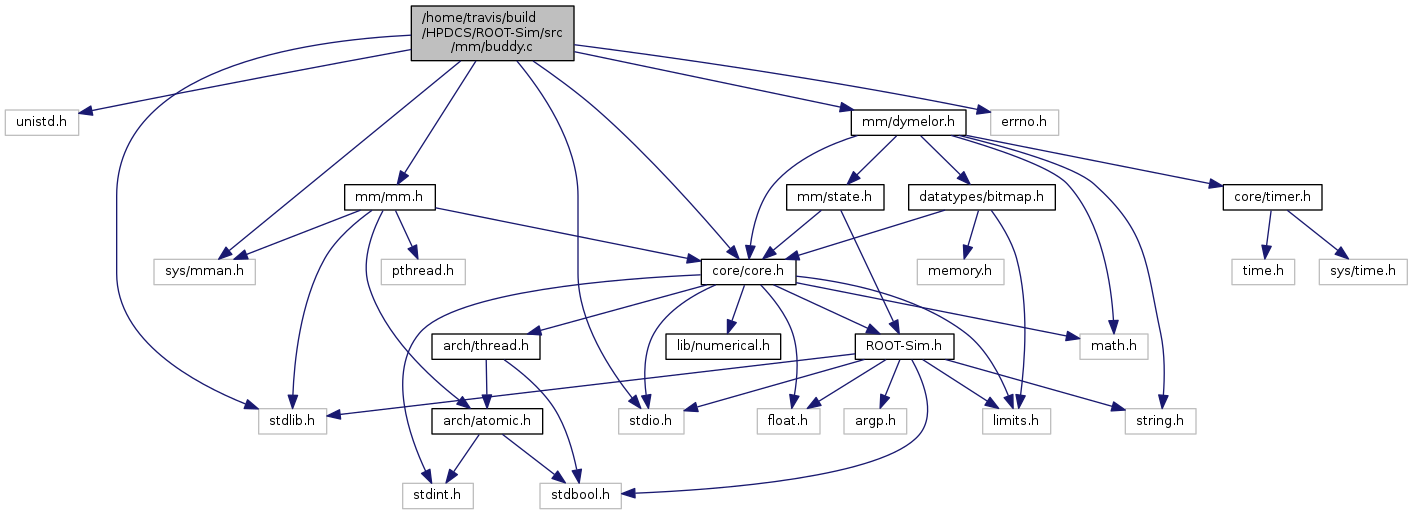 /home/travis/build
/HPDCS/ROOT-Sim/src
/mm/buddy.c
unistd.h
mm/dymelor.h
errno.h
mm/mm.h
mm/state.h
datatypes/bitmap.h
core/timer.h
sys/mman.h
pthread.h
core/core.h
memory.h
time.h
sys/time.h
arch/thread.h
lib/numerical.h
ROOT-Sim.h
math.h
stdlib.h
arch/atomic.h
stdio.h
float.h
argp.h
limits.h
string.h
stdint.h
stdbool.h